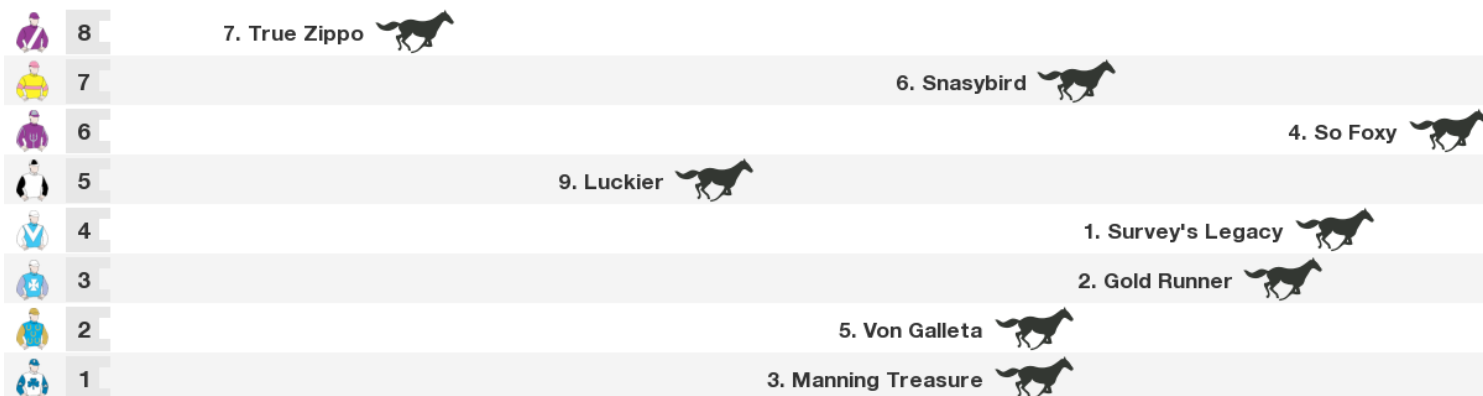 8 7. True Zippo
7 6. Snasybird
6 4. So Foxy
5 9. Luckier
4 1. Survey's Legacy
3 2. Gold Runner
2 5. Von Galleta
1 3. Manning Treasure